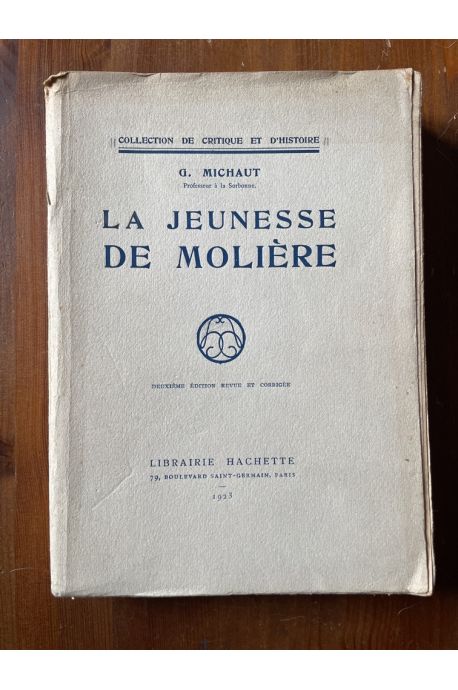 COLLECTION DE CRITIQUE ET D'HISTOIRE
G. MICHAUT
Professeur à la Sorbonne.
LA JEUNESSE
DE MOLIÈRE
DEUXIÈME ÉDITION REVUE ET CORRIGÉE
LIBRAIRIE HACHETTE
79, BOULEVARD SAINT-GERMAIN, PARIS
1923